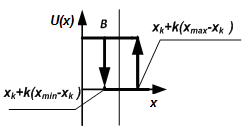 U(x)
B
xk+k(xmax-xk )
xk+k(xmin-xk )
x